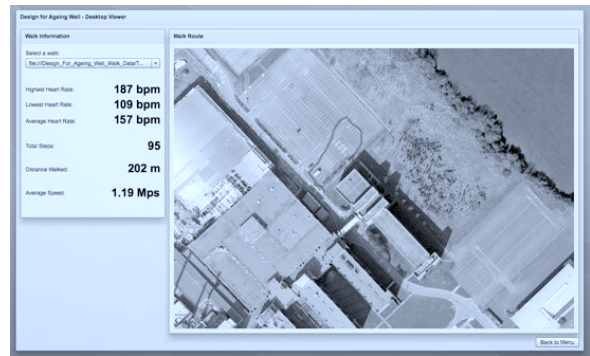 Design for Ageing Well - Desktop Viewer
Walk Information
Select a walk:
file:///Design_For_Ageing_Well_Walk_Data/T...
Highest Heart Rate: 187 bpm
Lowest Heart Rate: 109 bpm
Average Heart Rate: 157 bpm
Total Steps: 95
Distance Walked: 202 m
Average Speed: 1.19 Mps
Walk Route
Back to Menu